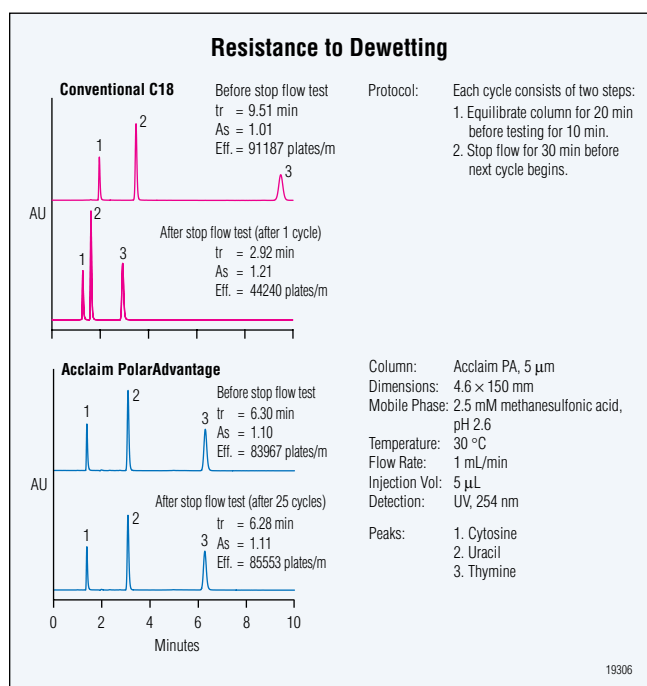 Resistance to Dewetting
Conventional C18
Before stop flow test
tr = 9.51 min
As = 1.01
Eff. = 91187 plates/m
1
2
3
AU
After stop flow test (after 1 cycle)
tr = 2.92 min
As = 1.21
Eff. = 44240 plates/m
1
2
3
Protocol: Each cycle consists of two steps:
1. Equilibrate column for 20 min
before testing for 10 min.
2. Stop flow for 30 min before
next cycle begins.
Acclaim PolarAdvantage
Before stop flow test
tr = 6.30 min
As = 1.10
Eff. = 83967 plates/m
1
2
3
AU
After stop flow test (after 25 cycles)
tr = 6.28 min
As = 1.11
Eff. = 85553 plates/m
1
2
3
0 2 4 6 8 10
Minutes
Column: Acclaim PA, 5 µm
Dimensions: 4.6 × 150 mm
Mobile Phase: 2.5 mM methanesulfonic acid,
pH 2.6
Temperature: 30 °C
Flow Rate: 1 mL/min
Injection Vol: 5 µL
Detection: UV, 254 nm
Peaks: 1. Cytosine
2. Uracil
3. Thymine
19306